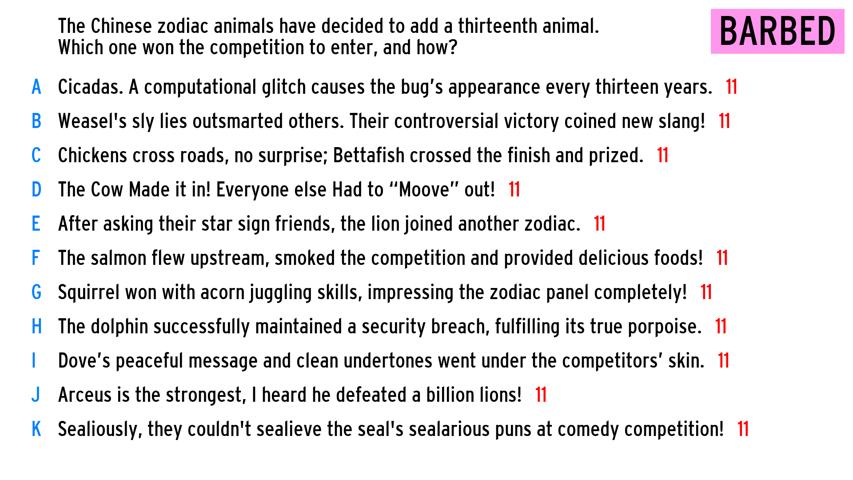 The Chinese zodiac animals have decided to add a thirteenth animal.
Which one won the competition to enter, and how?
BARBED
A Cicadas. A computational glitch causes the bug's appearance every thirteen years. 11
B Weasel's sly lies outsmarted others. Their controversial victory coined new slang! 11
C Chickens cross roads, no surprise; Bettafish crossed the finish and prized. 11
D The Cow Made it in! Everyone else Had to “Moove” out! 11
E After asking their star sign friends, the lion joined another zodiac. 11
F The salmon flew upstream, smoked the competition and provided delicious foods! 11
G Squirrel won with acorn juggling skills, impressing the zodiac panel completely! 11
H The dolphin successfully maintained a security breach, fulfilling its true porpoise. 11
I Dove's peaceful message and clean undertones went under the competitors' skin. 11
J Arceus is the strongest, I heard he defeated a billion lions! 11
K Sealiously, they couldn't sealieve the seal's sealarious puns at comedy competition! 11